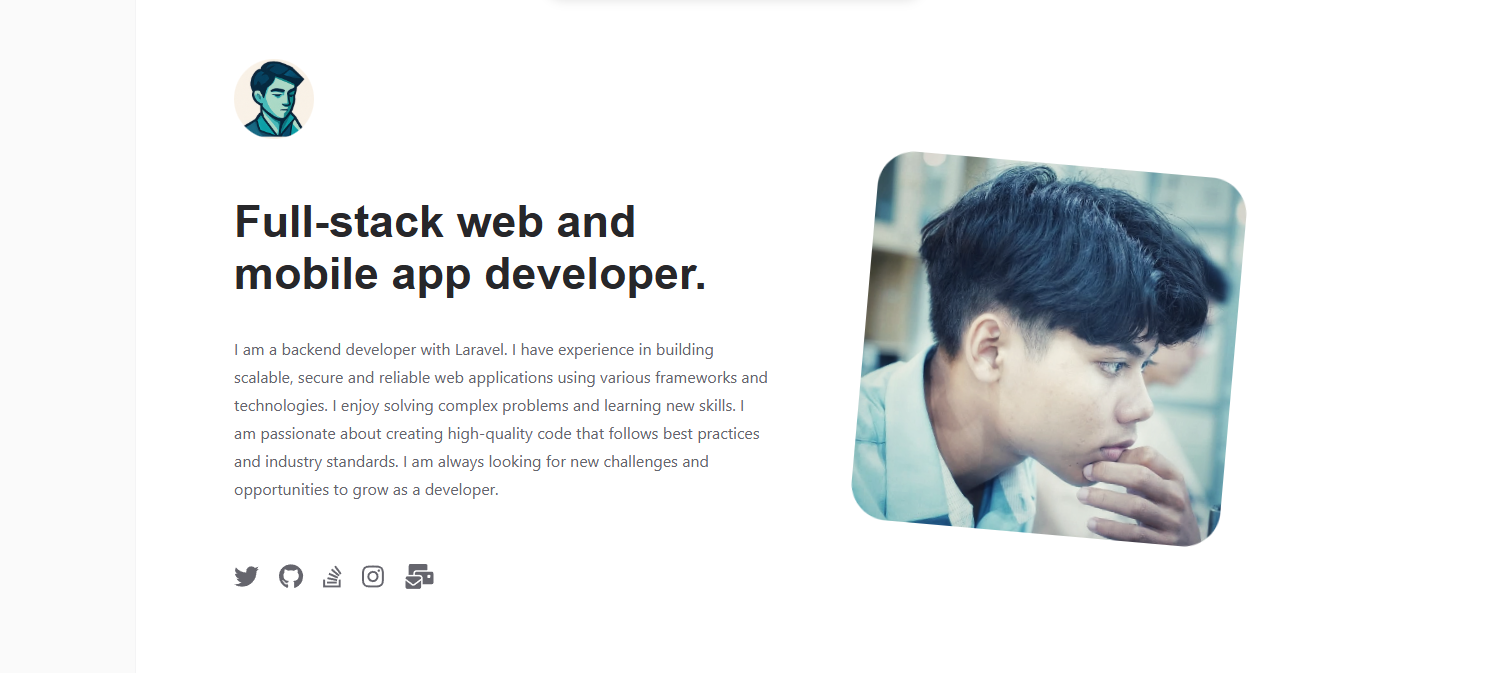 Full-stack web and
mobile app developer.
I am a backend developer with Laravel. I have experience in building
scalable, secure and reliable web applications using various frameworks and
technologies. I enjoy solving complex problems and learning new skills. I
am passionate about creating high-quality code that follows best practices
and industry standards. I am always looking for new challenges and
opportunities to grow as a developer.